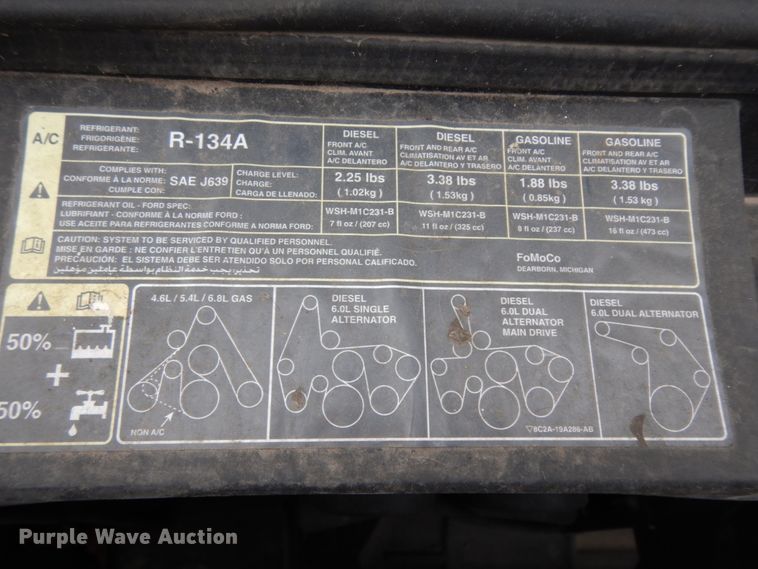 A/C
REFRIGERANT:
FRIGORIGÈNE:
REFRIGERANTE:
R-134A
DIESEL
FRONT A/C
CLIM. AVANT
A/C DELANTERO
DIESEL
FRONT AND REAR A/C
CLIMATISATION AV ET AR
A/C DELANTERO Y TRASERO
GASOLINE
FRONT A/C
CLIM. AVANT
A/C DELANTERO
GASOLINE
FRONT AND REAR A/C
CLIMATISATION AV ET AR
A/C DELANTERO Y TRASERO
COMPLIES WITH:
CONFORME À LA NORME:
CUMPLE CON:
SAE J639
CHARGE LEVEL:
CHARGE:
CARGA DE LLENADO:
2.25 lbs
(1.02kg)
3.38 lbs
(1.53kg)
1.88 lbs
(0.85kg)
3.38 lbs
(1.53 kg)
REFRIGERANT OIL - FORD SPEC:
LUBRIFIANT - CONFORME À LA NORME FORD :
USE ACEITE PARA REFRIGERANTES CONFORME A NORMA FORD:
WSH-M1C231-B
7 fl oz / (207 cc)
WSH-M1C231-B
11 fl oz / (325 cc)
WSH-M1C231-B
8 fl oz / (237 cc)
WSH-M1C231-B
16 fl oz / (473 cc)
CAUTION: SYSTEM TO BE SERVICED BY QUALIFIED PERSONNEL.
MISE EN GARDE : NE CONFIER L'ENTRETIEN QU'À UN PERSONNEL QUALIFIÉ.
PRECAUCIÓN: EL SISTEMA DEBE SER ATENDIDO SOLO POR PERSONAL CALIFICADO.
تحذير: يجب خدمة النظام بواسطة عاملين مؤهلين
FoMoCo
DEARBORN, MICHIGAN
50%
+
50%
4.6L / 5.4L / 6.8L GAS
NON A/C
DIESEL
6.0L SINGLE
ALTERNATOR
DIESEL
6.0L DUAL
ALTERNATOR
MAIN DRIVE
DIESEL
6.0L DUAL ALTERNATOR
▽8C2A-19A286-AB
Purple Wave Auction®